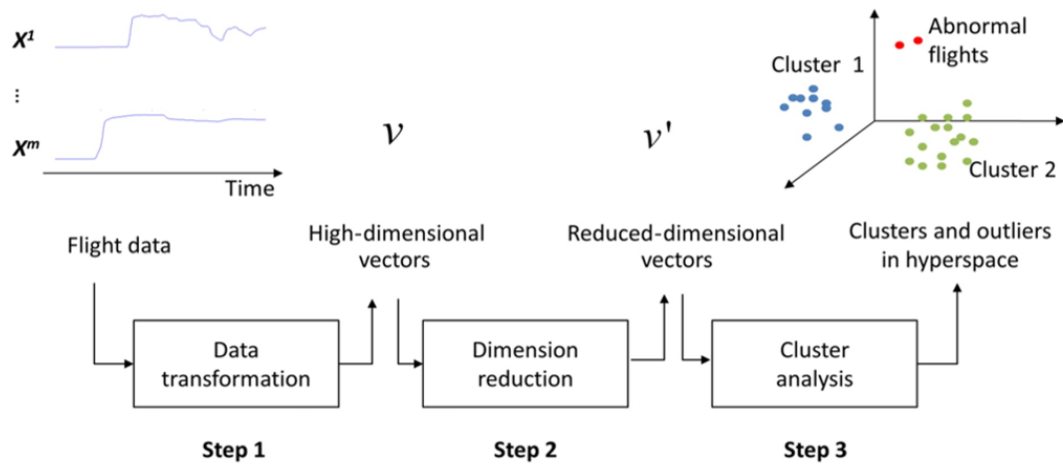 X¹
...
Xᵐ
Time
v
v'
Cluster 1
Abnormal
flights
Cluster 2
Flight data
High-dimensional
vectors
Reduced-dimensional
vectors
Clusters and outliers
in hyperspace
Data
transformation
Dimension
reduction
Cluster
analysis
Step 1
Step 2
Step 3